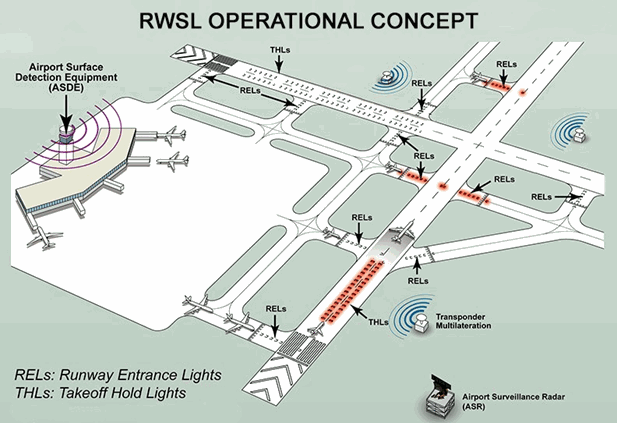 RWSL OPERATIONAL CONCEPT
THLs
Airport Surface
Detection Equipment
(ASDE)
RELs
RELs
RELs
RELs
RELs
RELs
RELs
RELs
RELs
THLs
Transponder
Multilateration
RELs
RELs: Runway Entrance Lights
THLs: Takeoff Hold Lights
Airport Surveillance Radar
(ASR)